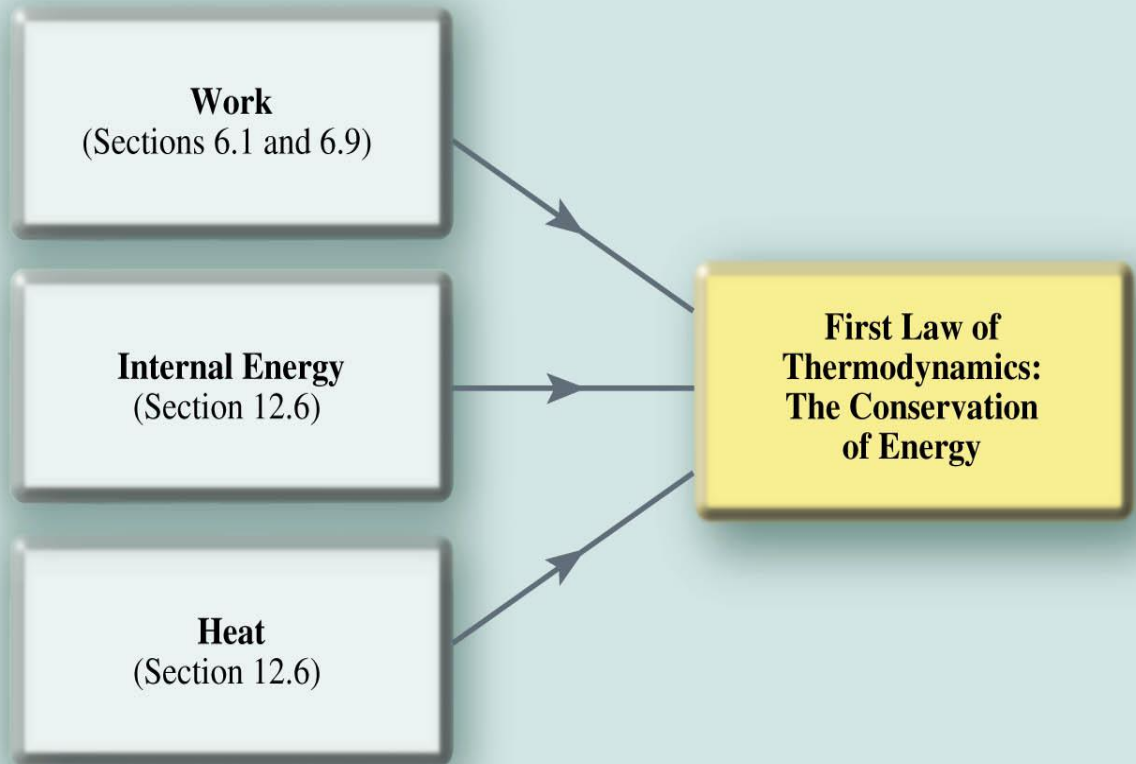 Work
(Sections 6.1 and 6.9)
Internal Energy
(Section 12.6)
Heat
(Section 12.6)
First Law of
Thermodynamics:
The Conservation
of Energy